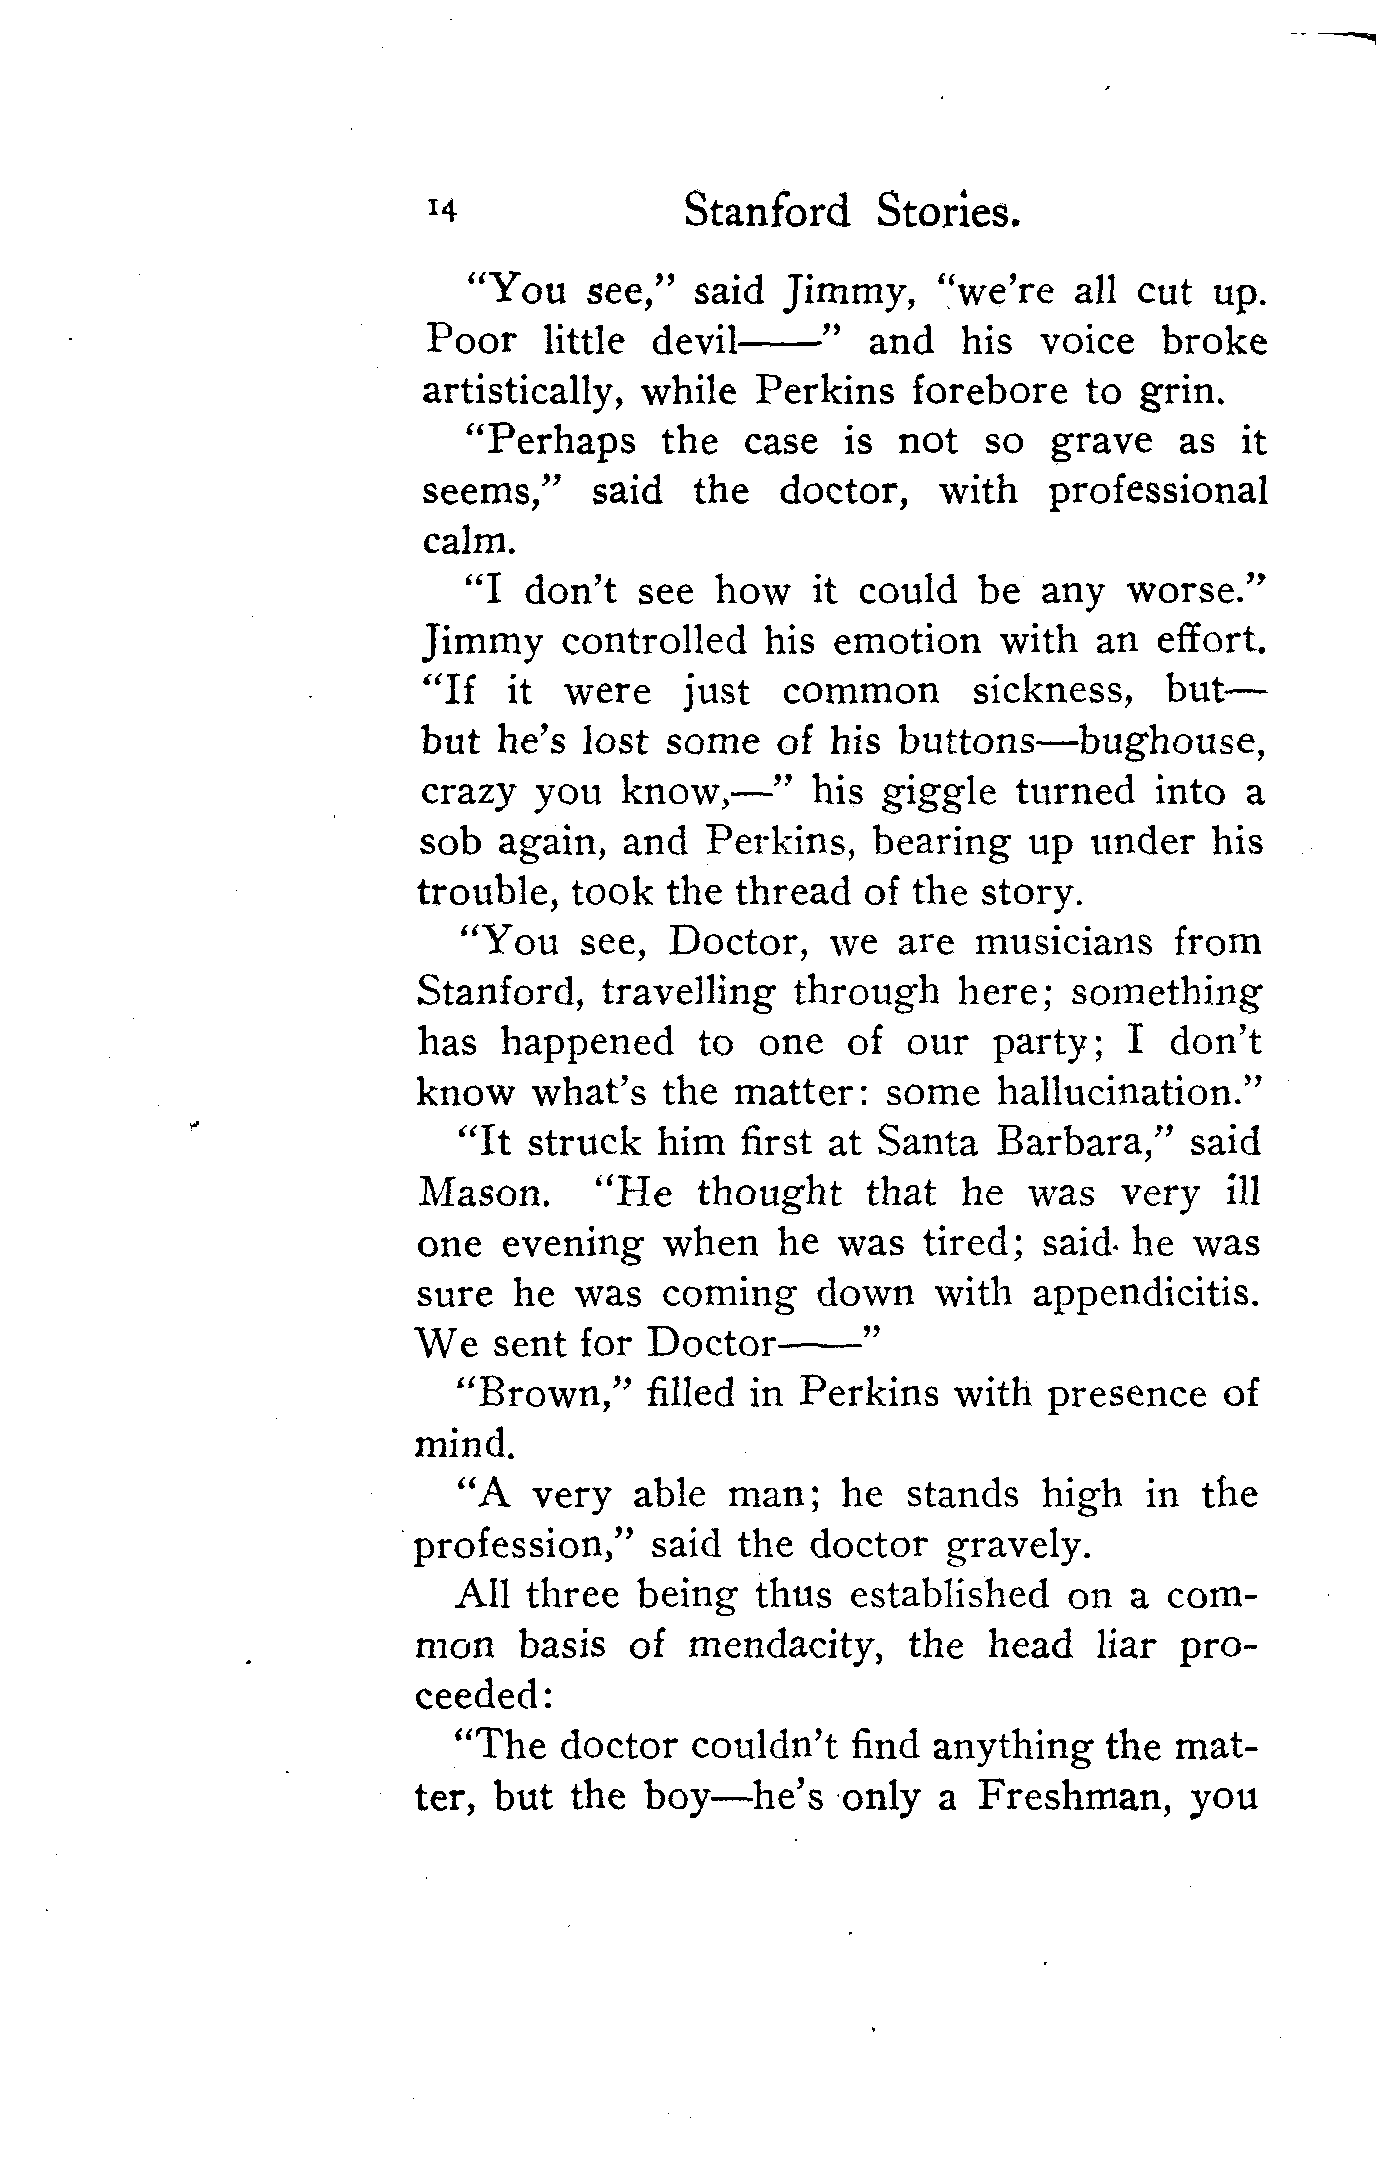 14 Stanford Stories.
“You see,” said Jimmy, “we're all cut up.
Poor little devil——” and his voice broke
artistically, while Perkins forebore to grin.
“Perhaps the case is not so grave as it
seems,” said the doctor, with professional
calm.
“I don't see how it could be any worse.”
Jimmy controlled his emotion with an effort.
“If it were just common sickness, but—
but he's lost some of his buttons—bughouse,
crazy you know,—” his giggle turned into a
sob again, and Perkins, bearing up under his
trouble, took the thread of the story.
“You see, Doctor, we are musicians from
Stanford, travelling through here; something
has happened to one of our party; I don't
know what's the matter: some hallucination.”
“It struck him first at Santa Barbara,” said
Mason. “He thought that he was very ill
one evening when he was tired; said he was
sure he was coming down with appendicitis.
We sent for Doctor——”
“Brown,” filled in Perkins with presence of
mind.
“A very able man; he stands high in the
profession,” said the doctor gravely.
All three being thus established on a com-
mon basis of mendacity, the head liar pro-
ceeded:
“The doctor couldn't find anything the mat-
ter, but the boy—he's only a Freshman, you